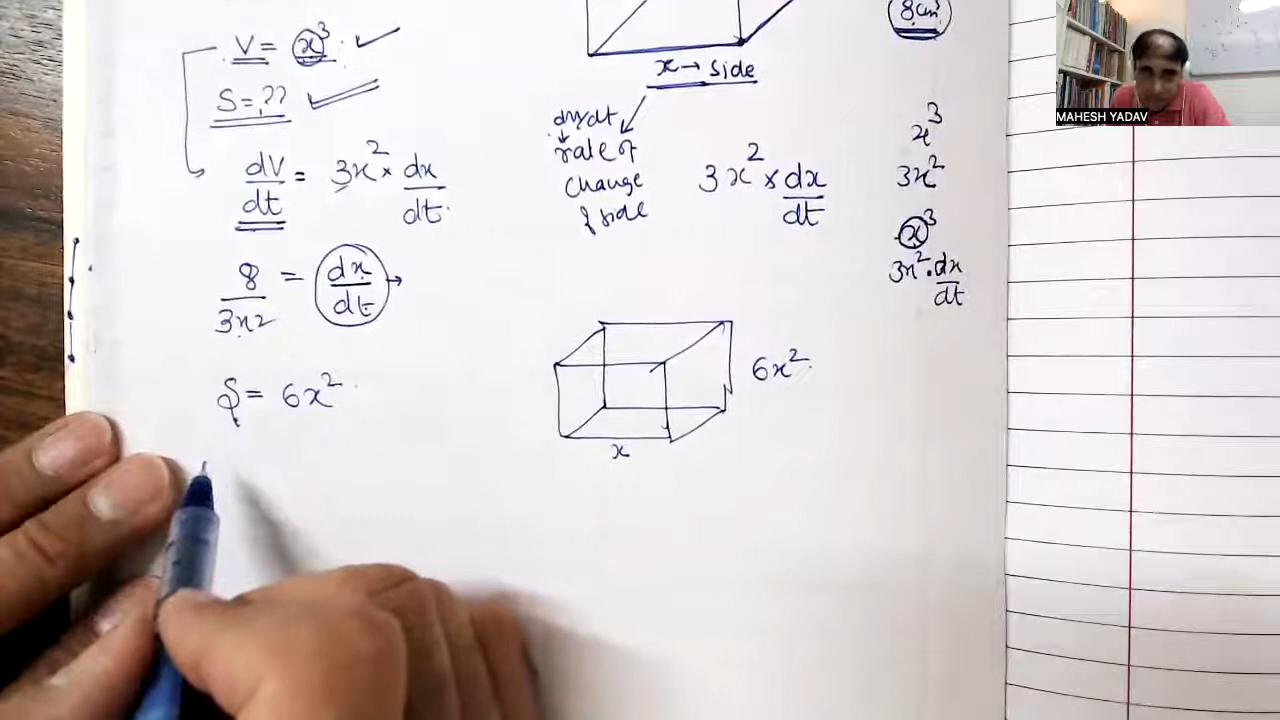 V = x³
S = ??
dV/dt = 3x² × dx/dt
8/3x2 = dx/dt →
S = 6x²
x → side
dx/dt
rate of
change
of side
3x² × dx/dt
6x²
x
8cm³
x³
3x²
x³
3x² · dx/dt
MAHESH YADAV